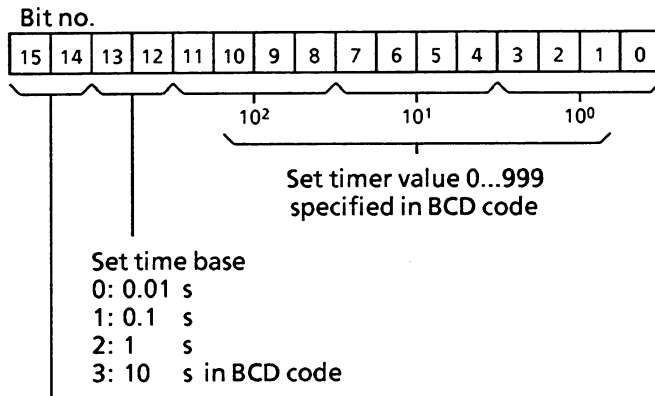 Bit no.
15 14 13 12 11 10 9 8 7 6 5 4 3 2 1 0
10² 10¹ 10⁰
Set timer value 0...999
specified in BCD code
Set time base
0: 0.01 s
1: 0.1 s
2: 1 s
3: 10 s in BCD code